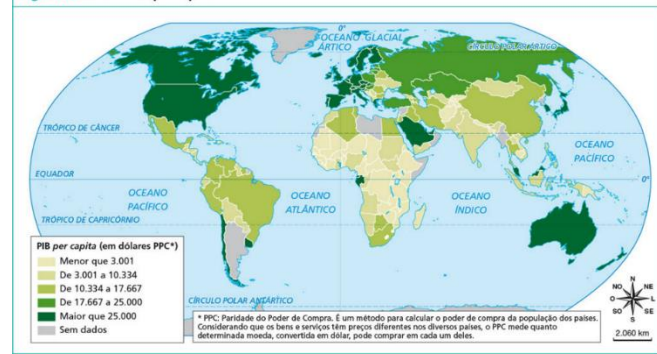 0°
OCEANO GLACIAL
ÁRTICO
CÍRCULO POLAR ÁRTICO
TRÓPICO DE CÂNCER
OCEANO
PACÍFICO
EQUADOR
0°
OCEANO
PACÍFICO
OCEANO
ATLÂNTICO
OCEANO
ÍNDICO
TRÓPICO DE CAPRICÓRNIO
PIB per capita (em dólares PPC*)
Menor que 3.001
De 3.001 a 10.334
De 10.334 a 17.667
De 17.667 a 25.000
Maior que 25.000
Sem dados
CÍRCULO POLAR ANTÁRTICO
* PPC: Paridade do Poder de Compra. É um método para calcular o poder de compra da população dos países.
Considerando que os bens e serviços têm preços diferentes nos diversos países, o PPC mede quanto
determinada moeda, convertida em dólar, pode comprar em cada um deles.
N
NO
NE
O
L
SO
SE
S
2.060 km